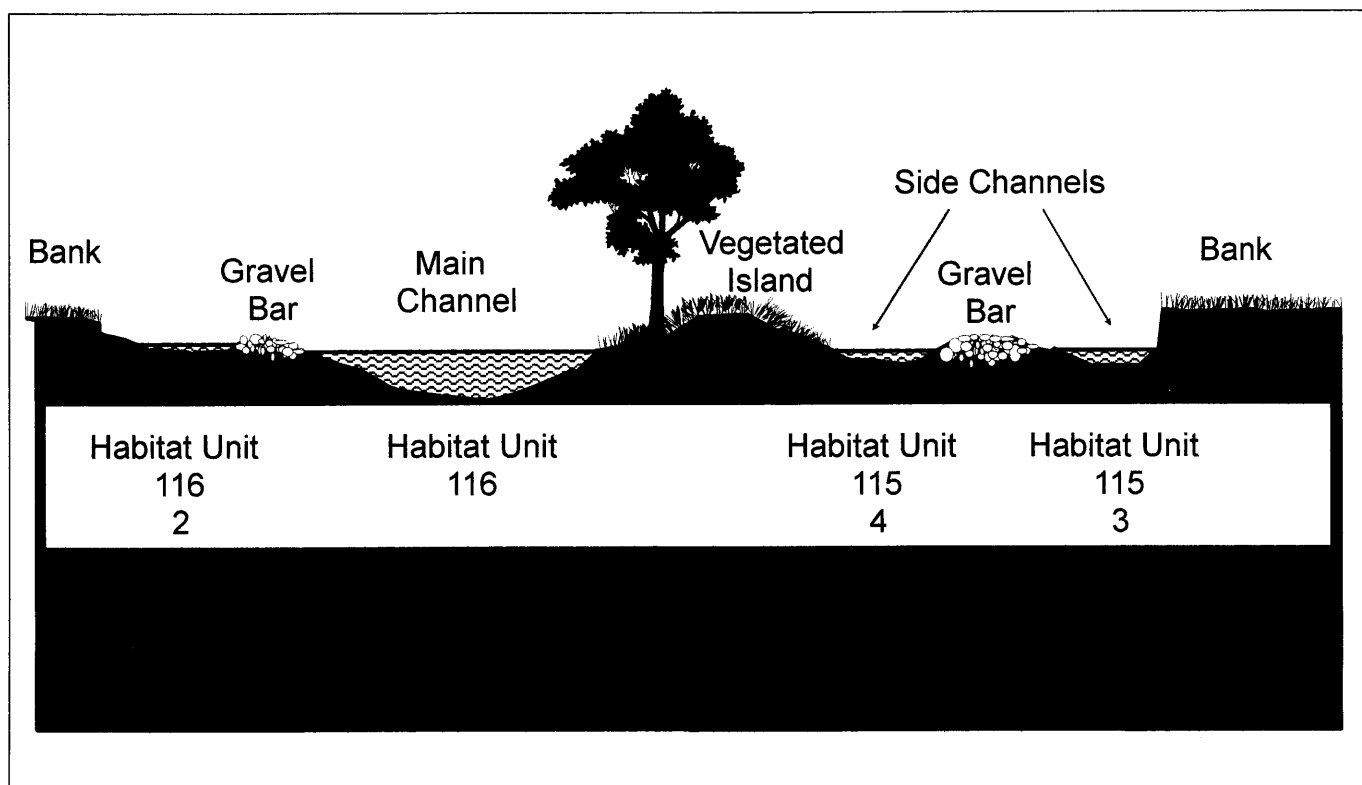 Side Channels
Bank
Gravel
Bar
Main
Channel
Vegetated
Island
Gravel
Bar
Bank
Habitat Unit
116
2
Habitat Unit
116
Habitat Unit
115
4
Habitat Unit
115
3